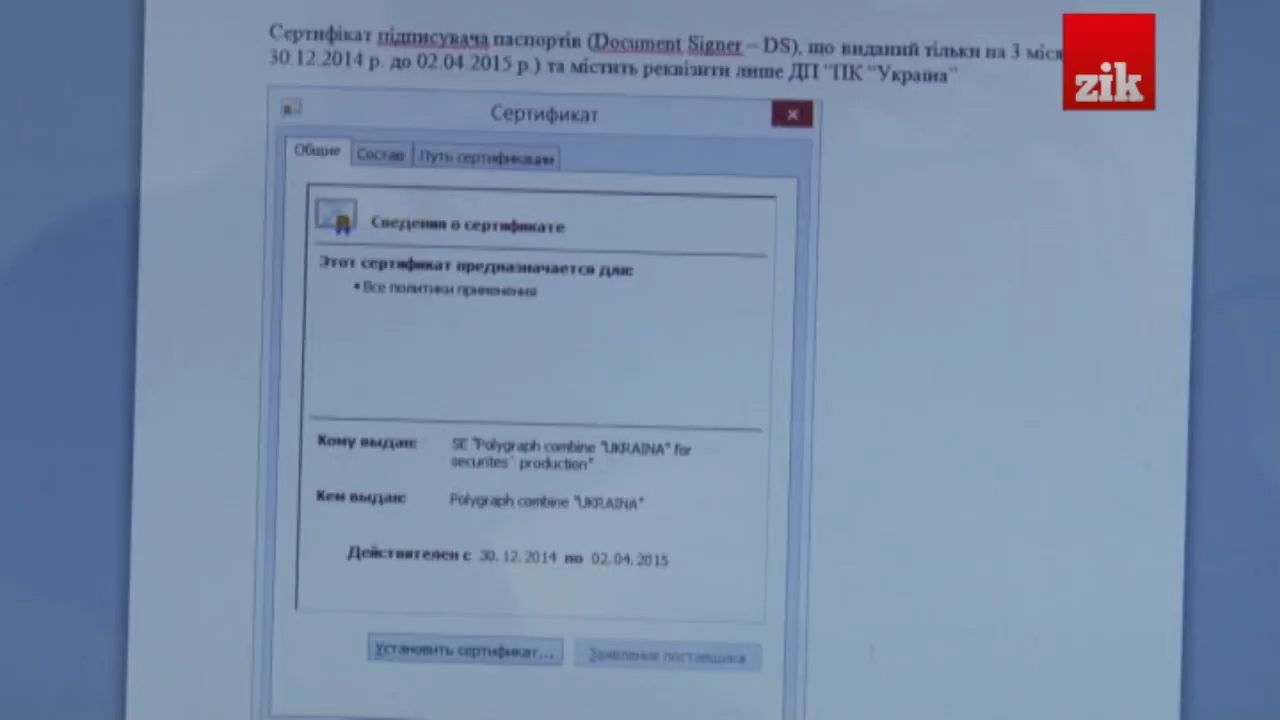 Сертифікат підписувача паспортів (Document Signer – DS), що виданий тільки на 3 міся
30.12.2014 р. до 02.04.2015 р.) та містить реквізити лише ДП "ПК "Україна"
zik
Сертификат
Общие Состав Путь сертификации
Сведения о сертификате
Этот сертификат предназначается для:
• Все политики применения
Кому выдан: SE "Polygraph combine "UKRAINA" for
securites` production"
Кем выдан: Polygraph combine "UKRAINA"
Действителен с 30. 12. 2014 по 02. 04. 2015
Установить сертификат... Заявление поставщика